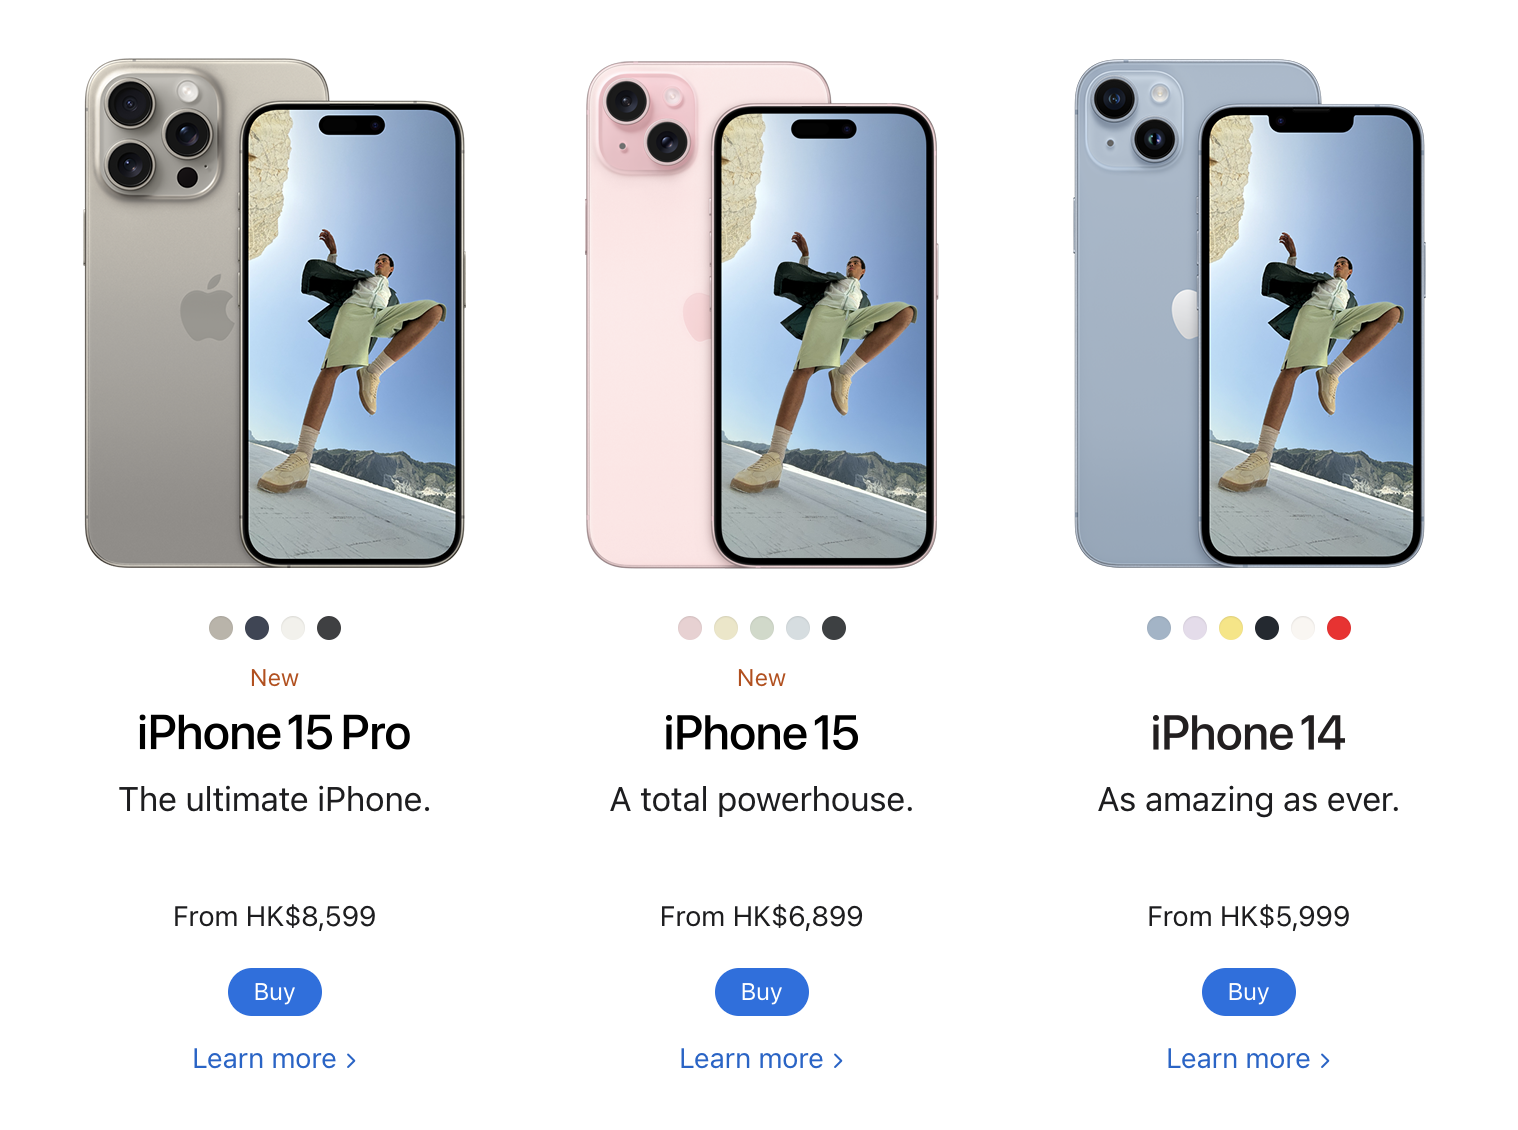 New
iPhone 15 Pro
The ultimate iPhone.
From HK$8,599
Buy
Learn more >
New
iPhone 15
A total powerhouse.
From HK$6,899
Buy
Learn more >
iPhone 14
As amazing as ever.
From HK$5,999
Buy
Learn more >